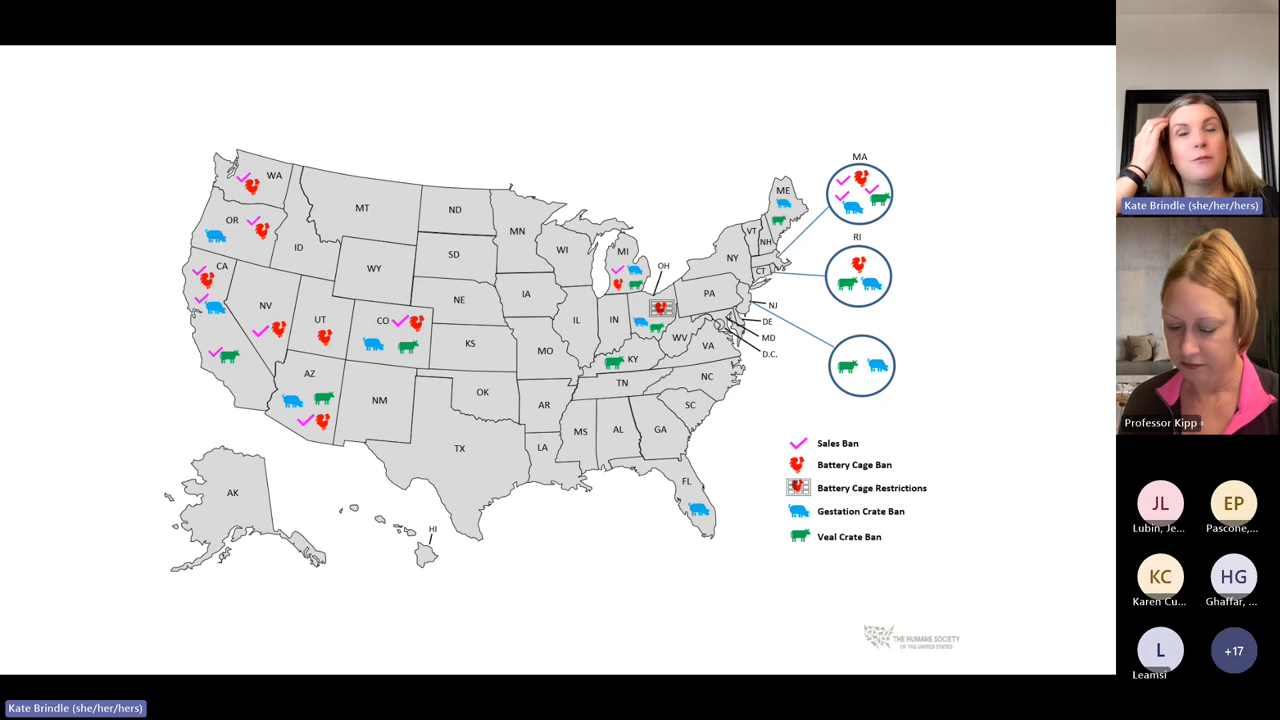 WA
MT
ND
MN
OR
ID
WY
SD
WI
MI
ME
VT
NH
NY
CT
MA
RI
CA
NV
UT
CO
NE
IA
IL
IN
OH
PA
NJ
DE
MD
D.C.
WV
VA
KY
KS
MO
AZ
NM
OK
AR
TN
NC
SC
MS
AL
GA
LA
TX
FL
AK
HI
Sales Ban
Battery Cage Ban
Battery Cage Restrictions
Gestation Crate Ban
Veal Crate Ban
THE HUMANE SOCIETY
OF THE UNITED STATES
Kate Brindle (she/her/hers)
Kate Brindle (she/her/hers)
Professor Kipp
JL
Lubin, Je...
EP
Pascone,...
KC
Karen Cu...
HG
Ghaffar, ...
L
Leamsi
+17